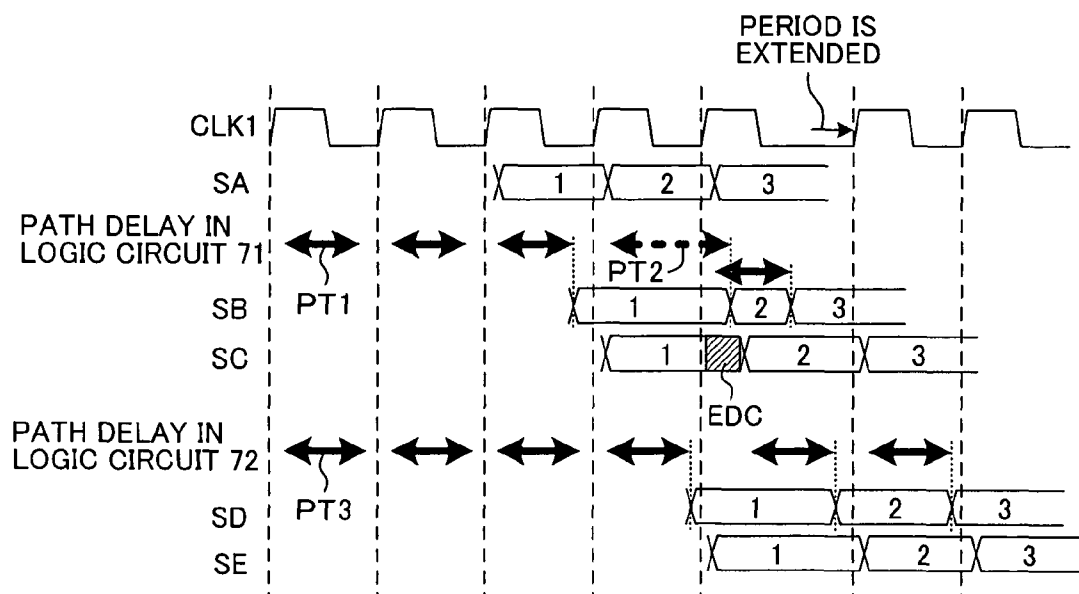 PERIOD IS
EXTENDED
CLK1
SA 1 2 3
PATH DELAY IN
LOGIC CIRCUIT 71
PT1
PT2
SB 1 2 3
SC 1 2 3
EDC
PATH DELAY IN
LOGIC CIRCUIT 72
PT3
SD 1 2 3
SE 1 2 3